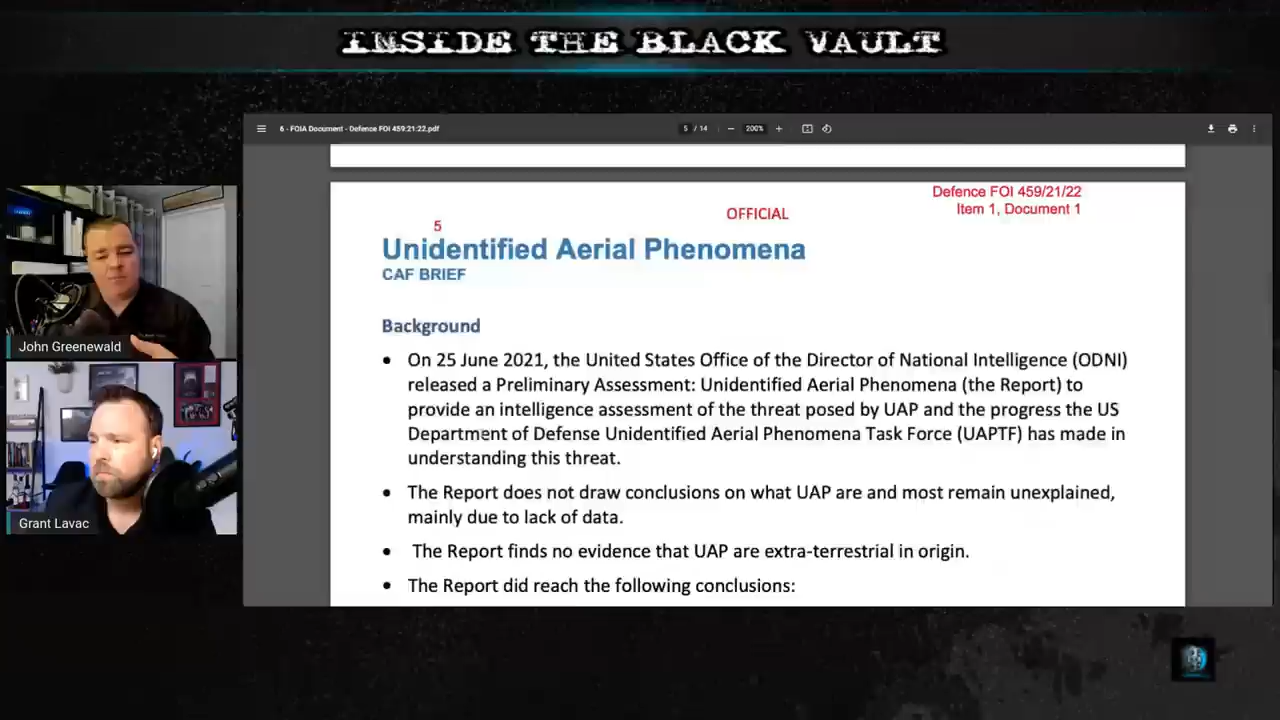 INSIDE THE BLACK VAULT
6 - FOIA Document - Defence FOI 459:21:22.pdf
5 / 14
200%
Defence FOI 459/21/22
Item 1, Document 1
OFFICIAL
5
Unidentified Aerial Phenomena
CAF BRIEF
Background
• On 25 June 2021, the United States Office of the Director of National Intelligence (ODNI)
released a Preliminary Assessment: Unidentified Aerial Phenomena (the Report) to
provide an intelligence assessment of the threat posed by UAP and the progress the US
Department of Defense Unidentified Aerial Phenomena Task Force (UAPTF) has made in
understanding this threat.
• The Report does not draw conclusions on what UAP are and most remain unexplained,
mainly due to lack of data.
• The Report finds no evidence that UAP are extra-terrestrial in origin.
• The Report did reach the following conclusions:
John Greenewald
Grant Lavac